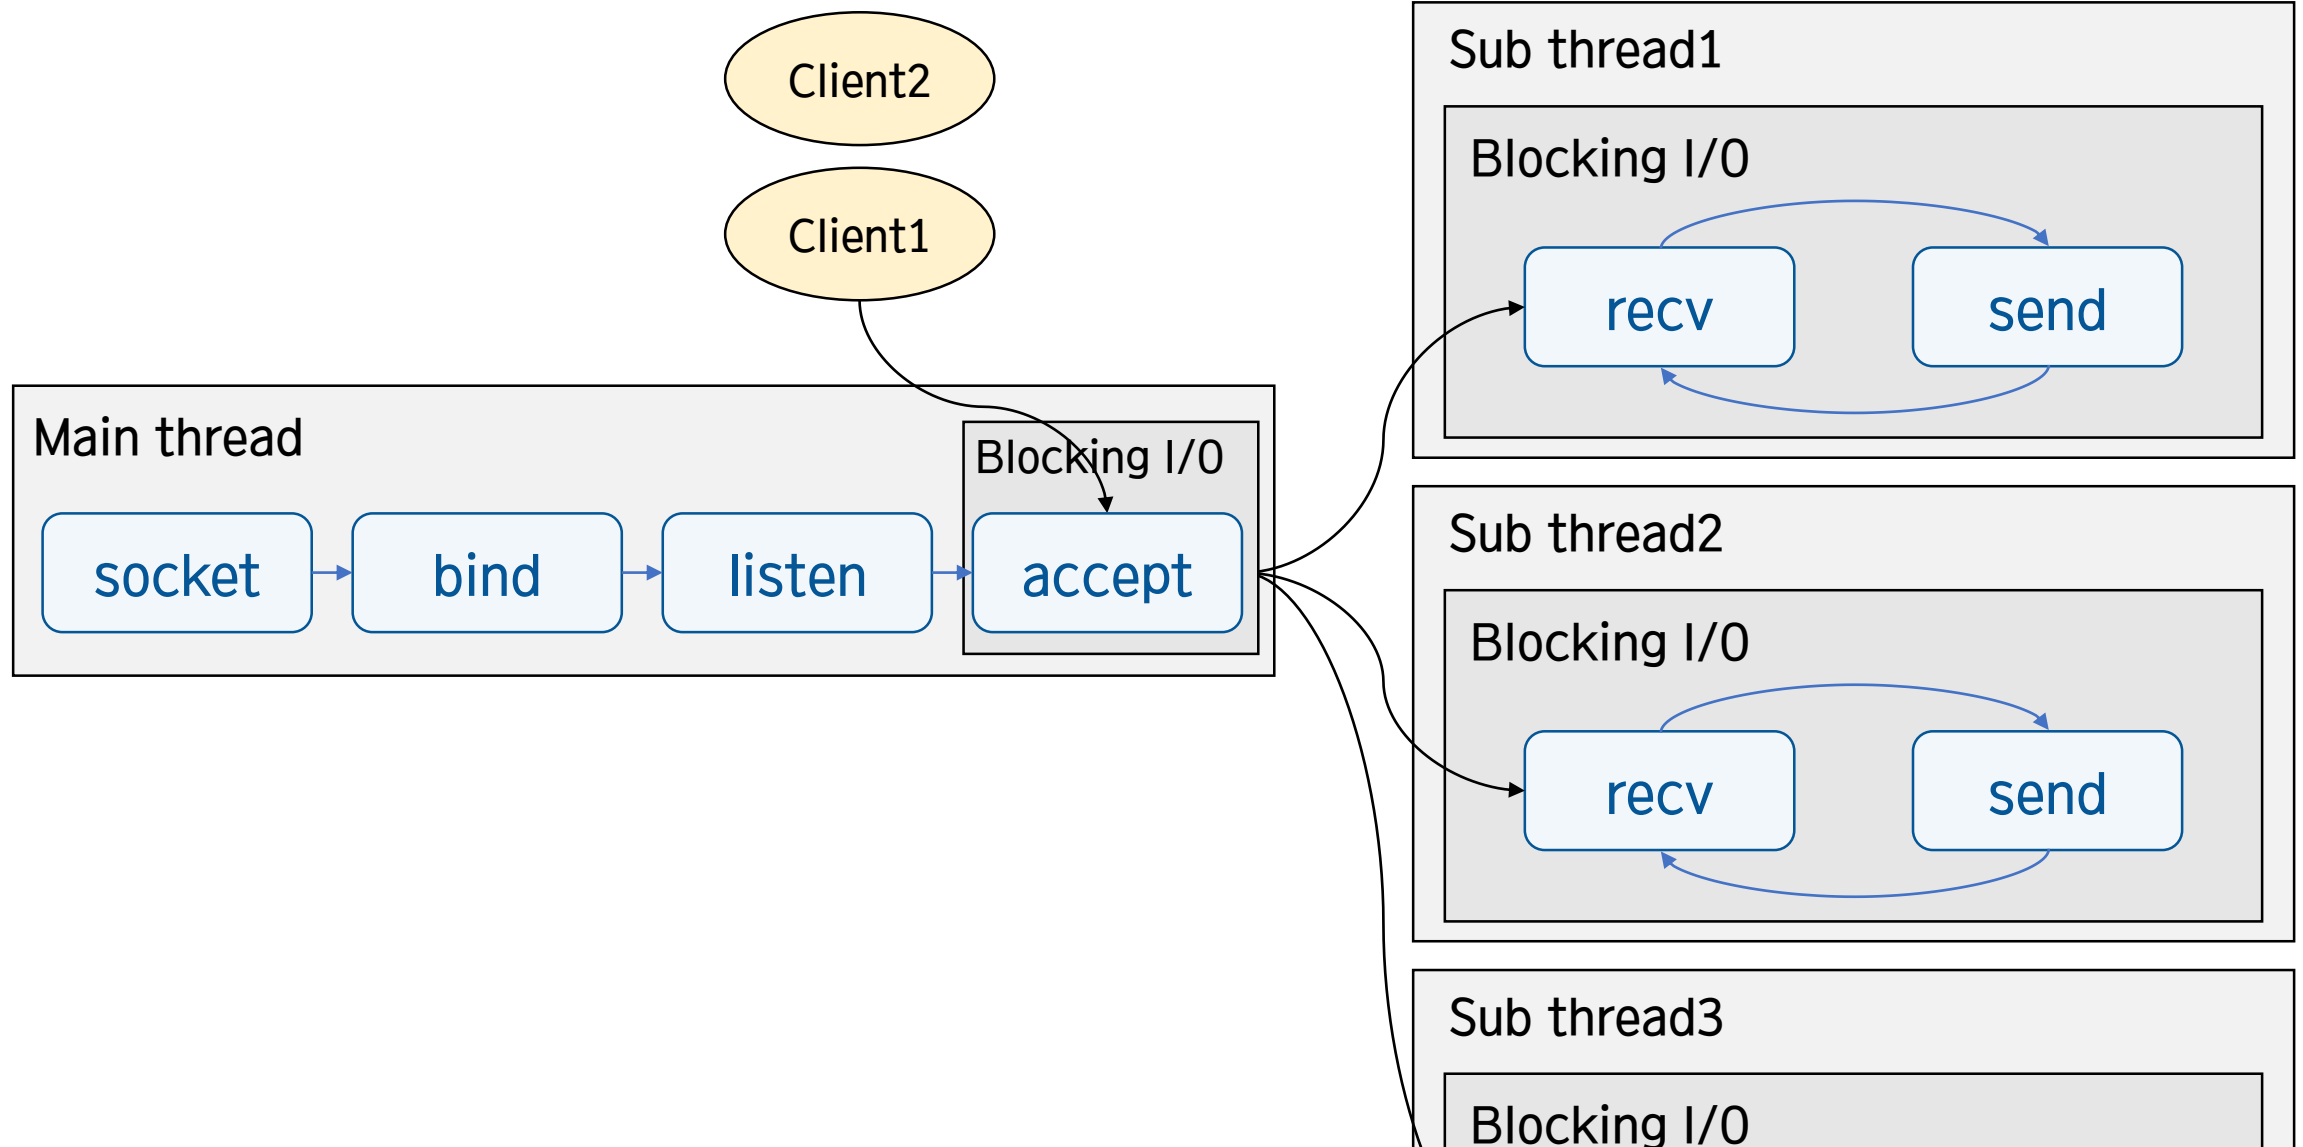 Client2
Client1
Main thread
Blocking I/O
socket
bind
listen
accept
Sub thread1
Blocking I/O
recv
send
Sub thread2
Blocking I/O
recv
send
Sub thread3
Blocking I/O